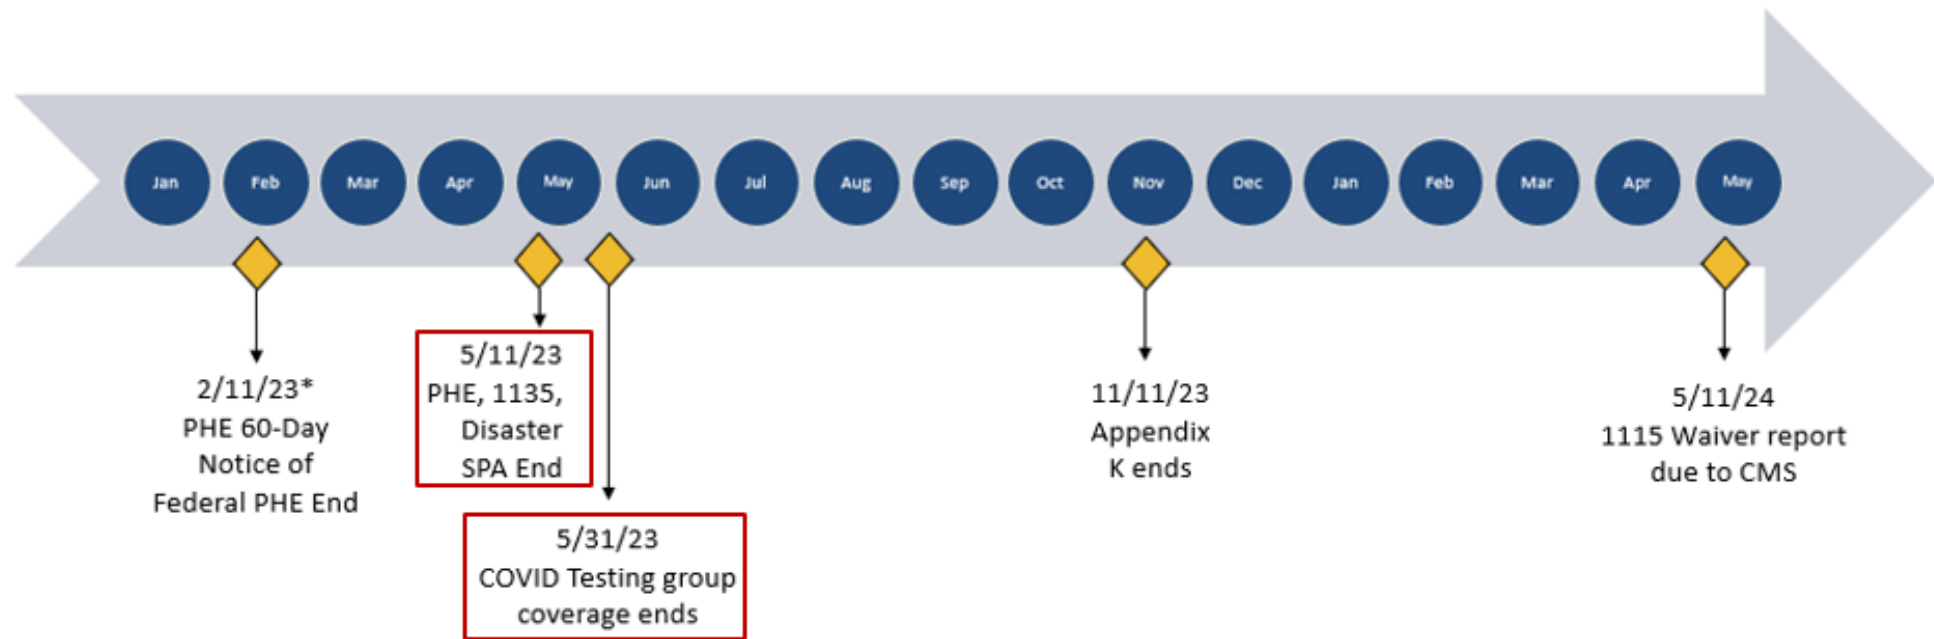 Jan Feb Mar Apr May Jun Jul Aug Sep Oct Nov Dec Jan Feb Mar Apr May
2/11/23*
PHE 60-Day
Notice of
Federal PHE End
5/11/23
PHE, 1135,
Disaster
SPA End
5/31/23
COVID Testing group
coverage ends
11/11/23
Appendix
K ends
5/11/24
1115 Waiver report
due to CMS